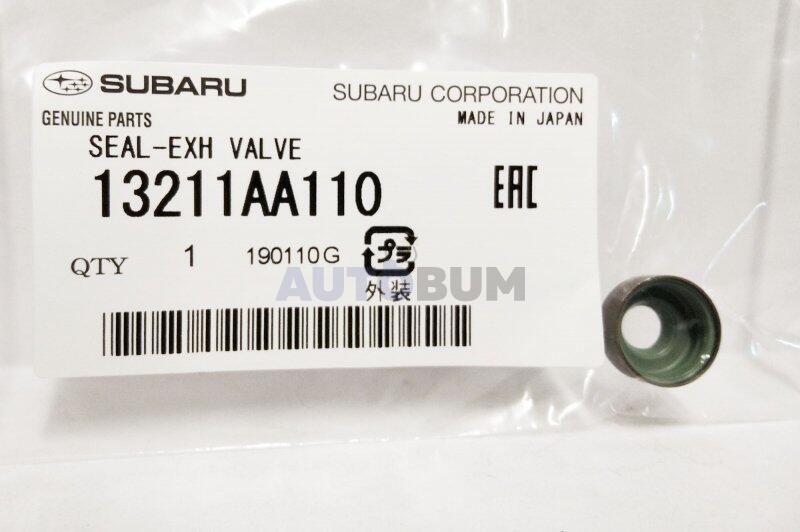 SUBARU
SUBARU CORPORATION
GENUINE PARTS
MADE IN JAPAN
SEAL-EXH VALVE
13211AA110
EAC
QTY 1 190110G プラ
外装
AUTOBUM